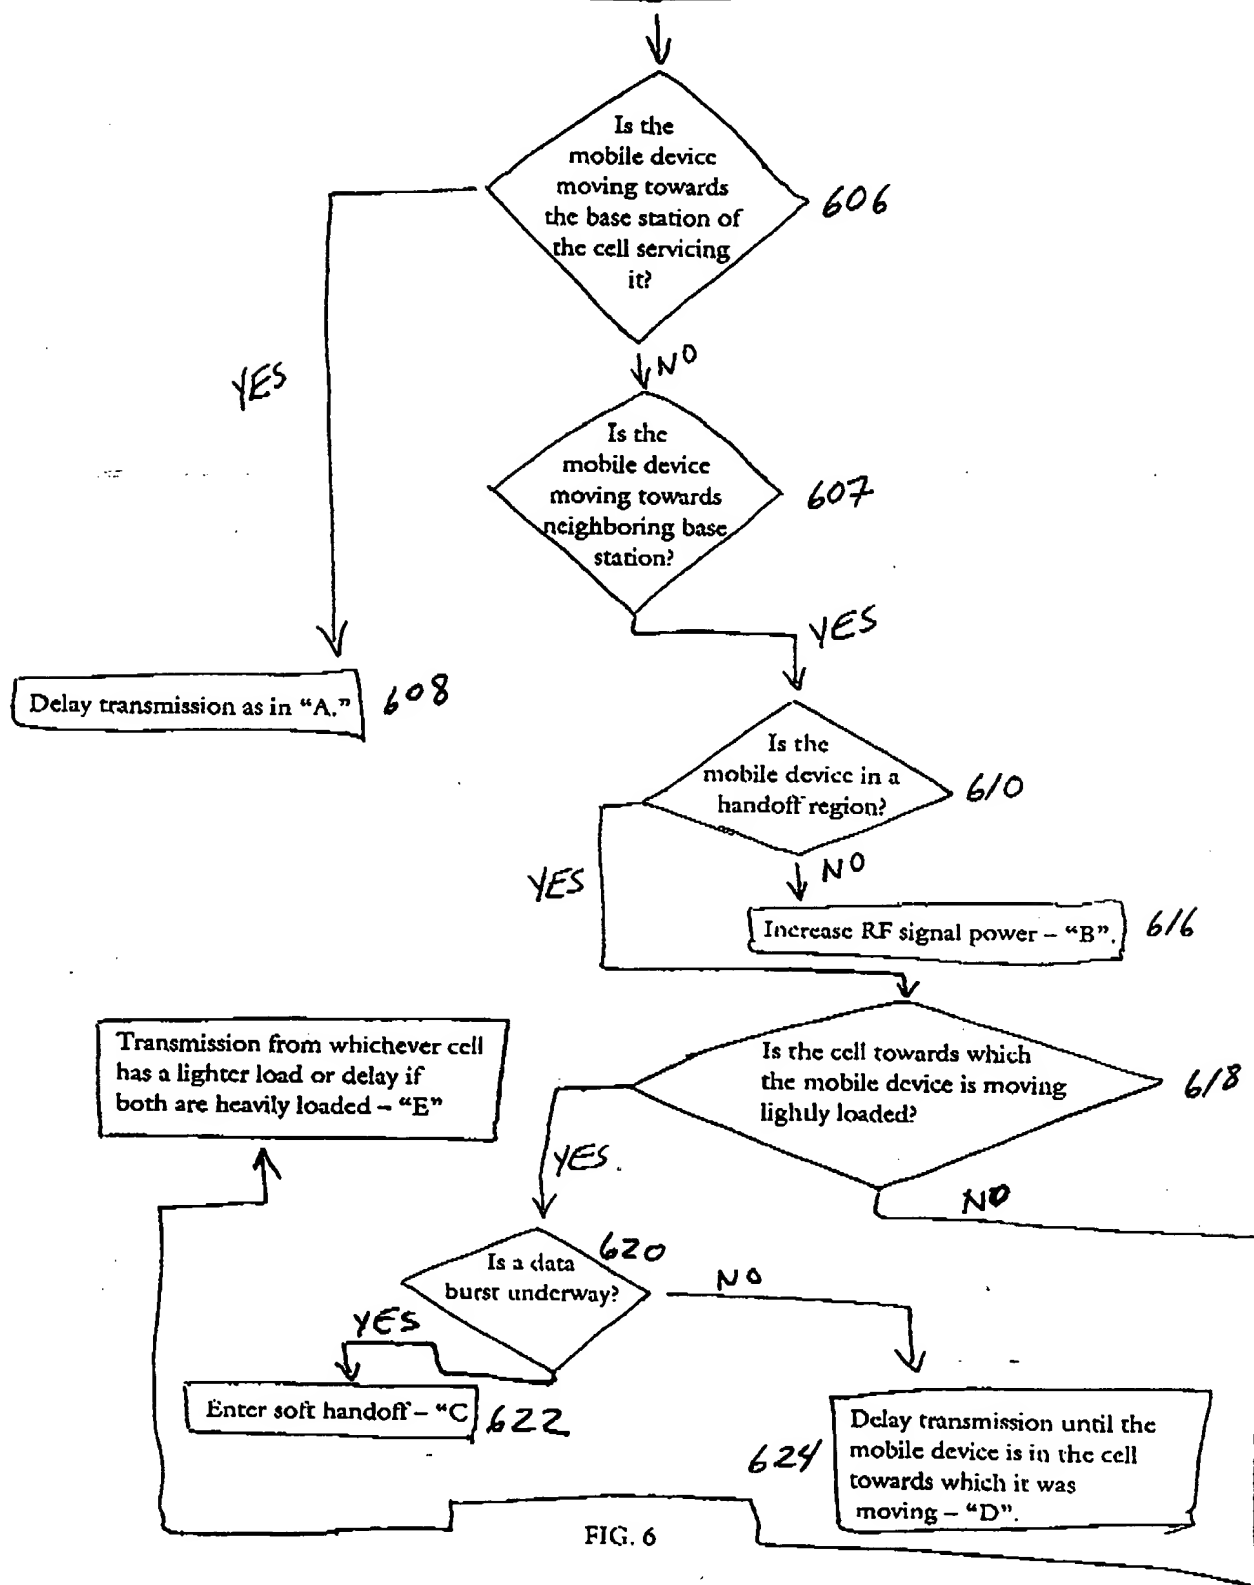 Is the
mobile device
moving towards
the base station of
the cell servicing
it?
606
YES
NO
Is the
mobile device
moving towards
neighboring base
station?
607
YES
Delay transmission as in “A.”
608
Is the
mobile device in a
handoff region?
610
YES
NO
Increase RF signal power – “B”.
616
Transmission from whichever cell
has a lighter load or delay if
both are heavily loaded – “E”
Is the cell towards which
the mobile device is moving
lightly loaded?
618
YES.
NO
Is a data
burst underway?
620
NO
YES
Enter soft handoff – “C
622
Delay transmission until the
mobile device is in the cell
towards which it was
moving – “D”.
624
FIG. 6